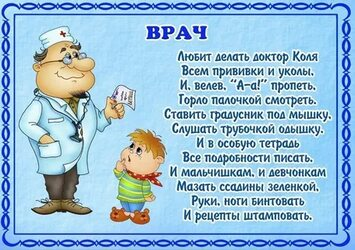 ВРАЧ
Любит делать доктор Коля
Всем прививки и уколы,
И, велев, "А-а!" пропеть,
Горло палочкой смотреть.
Ставить градусник под мышку,
Слушать трубочкой одышку.
И в особую тетрадь
Все подробности писать.
И мальчишкам, и девчонкам
Мазать ссадины зеленкой,
Руки, ноги бинтовать
И рецепты штамповать.